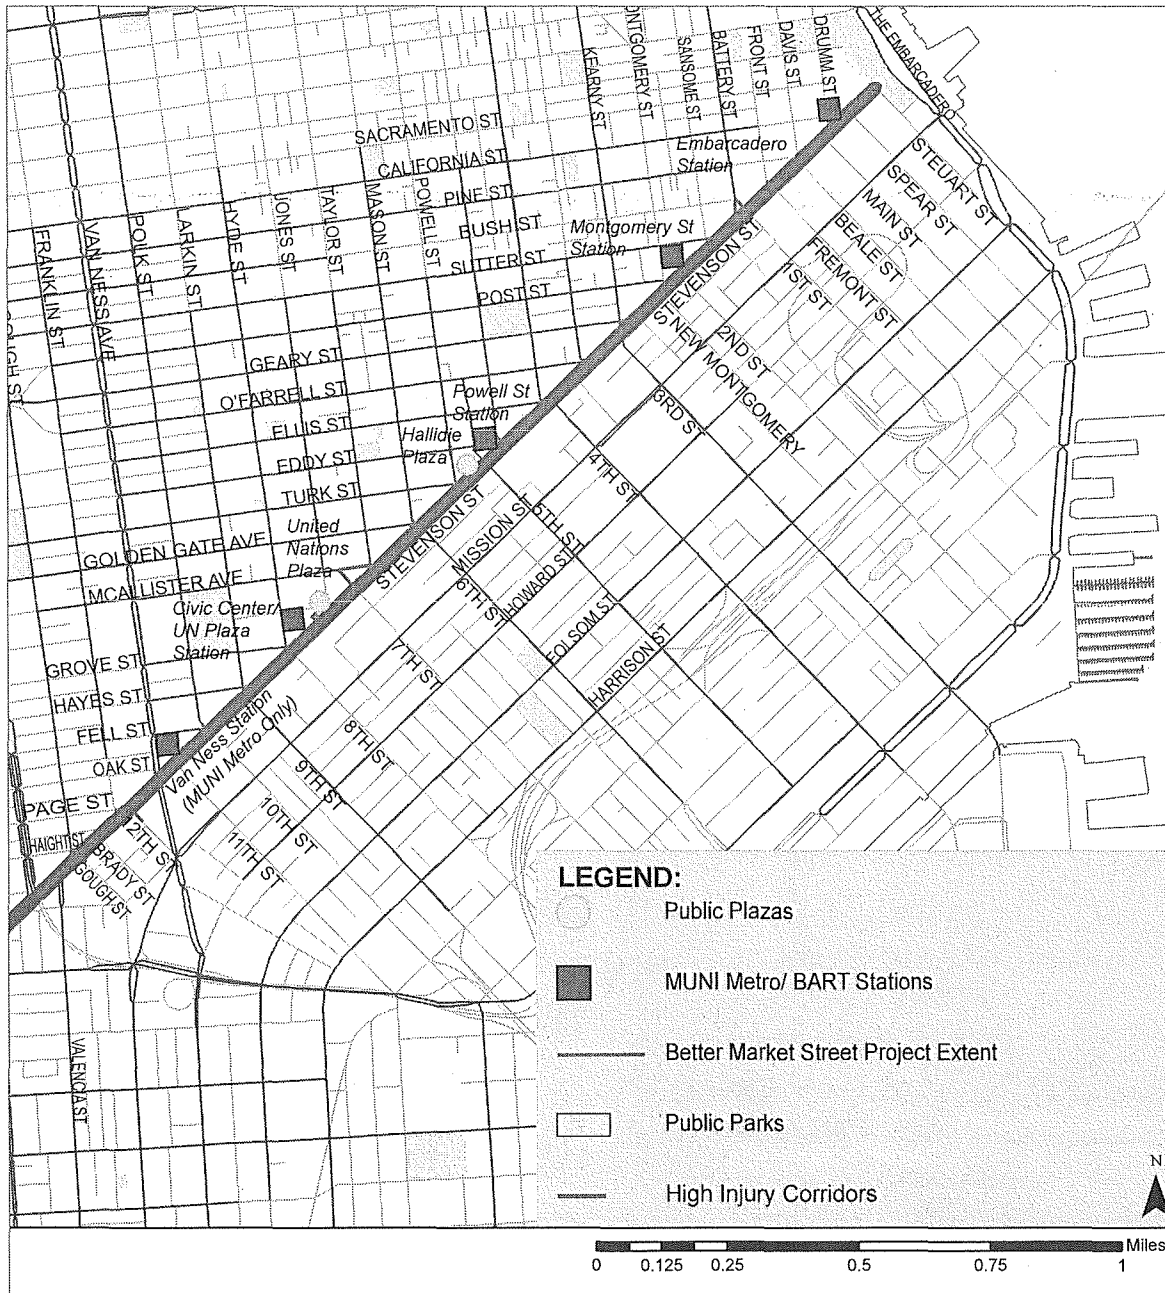 DRUMM ST
DAVIS ST
FRONT ST
BATTERY ST
SANSOME ST
ONTGOMERY ST
KEARNY ST
THE EMBARCADERO
SACRAMENTO ST
CALIFORNIA ST
PINE ST
BUSH ST
SUTTER ST
POST ST
Embarcadero
Station
Montgomery St
Station
STEUART ST
SPEAR ST
MAIN ST
BEALE ST
FREMONT ST
1ST ST
2ND ST
NEW MONTGOMERY ST
3RD ST
4TH ST
5TH ST
6TH ST
7TH ST
8TH ST
9TH ST
10TH ST
11TH ST
12TH ST
BRADY ST
GOUGH ST
STEVENSON ST
STEVENSON ST
MISSION ST
HOWARD ST
FOLSOM ST
HARRISON ST
POWELL ST
MASON ST
TAYLOR ST
JONES ST
HYDE ST
LARKIN ST
POLK ST
VAN NESS AVE
FRANKLIN ST
GOUGH ST
GEARY ST
O'FARRELL ST
ELLIS ST
EDDY ST
TURK ST
GOLDEN GATE AVE
MCALLISTER AVE
GROVE ST
HAYES ST
FELL ST
OAK ST
PAGE ST
HAIGHT ST
VALENCIA ST
Powell St
Station
Hallidie
Plaza
United
Nations
Plaza
Civic Center/
UN Plaza
Station
Van Ness Station
(MUNI Metro Only)
LEGEND:
Public Plazas
MUNI Metro/ BART Stations
Better Market Street Project Extent
Public Parks
High Injury Corridors
N
Miles
0 0.125 0.25 0.5 0.75 1